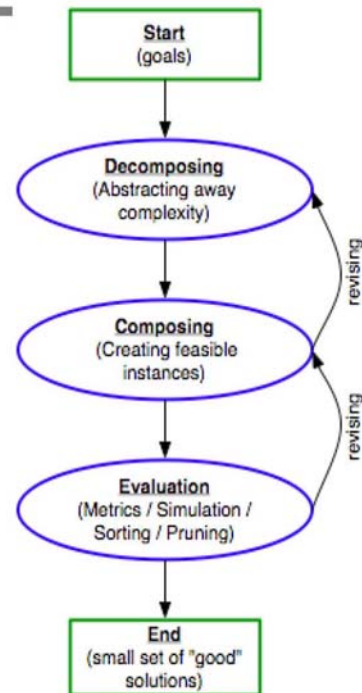 Start
(goals)
Decomposing
(Abstracting away
complexity)
revising
Composing
(Creating feasible
instances)
revising
Evaluation
(Metrics / Simulation /
Sorting / Pruning)
End
(small set of "good"
solutions)